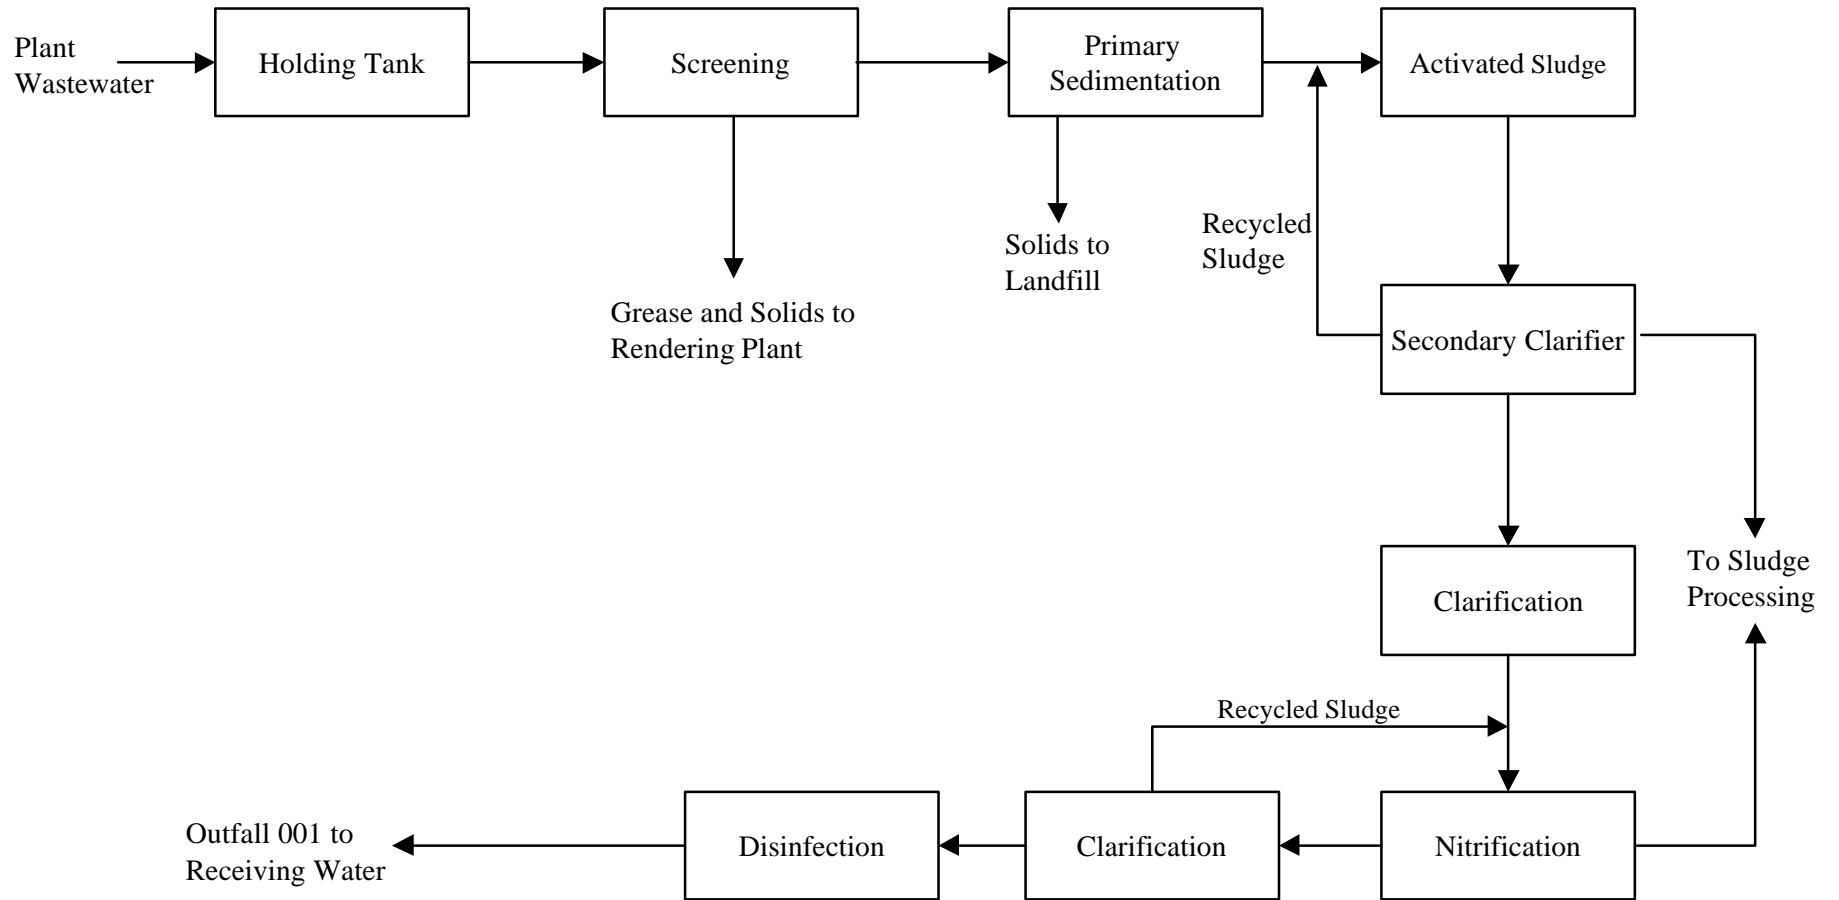 Plant
Wastewater
Holding Tank
Screening
Primary
Sedimentation
Activated Sludge
Recycled
Sludge
Solids to
Landfill
Grease and Solids to
Rendering Plant
Secondary Clarifier
To Sludge
Processing
Clarification
Recycled Sludge
Outfall 001 to
Receiving Water
Disinfection
Clarification
Nitrification